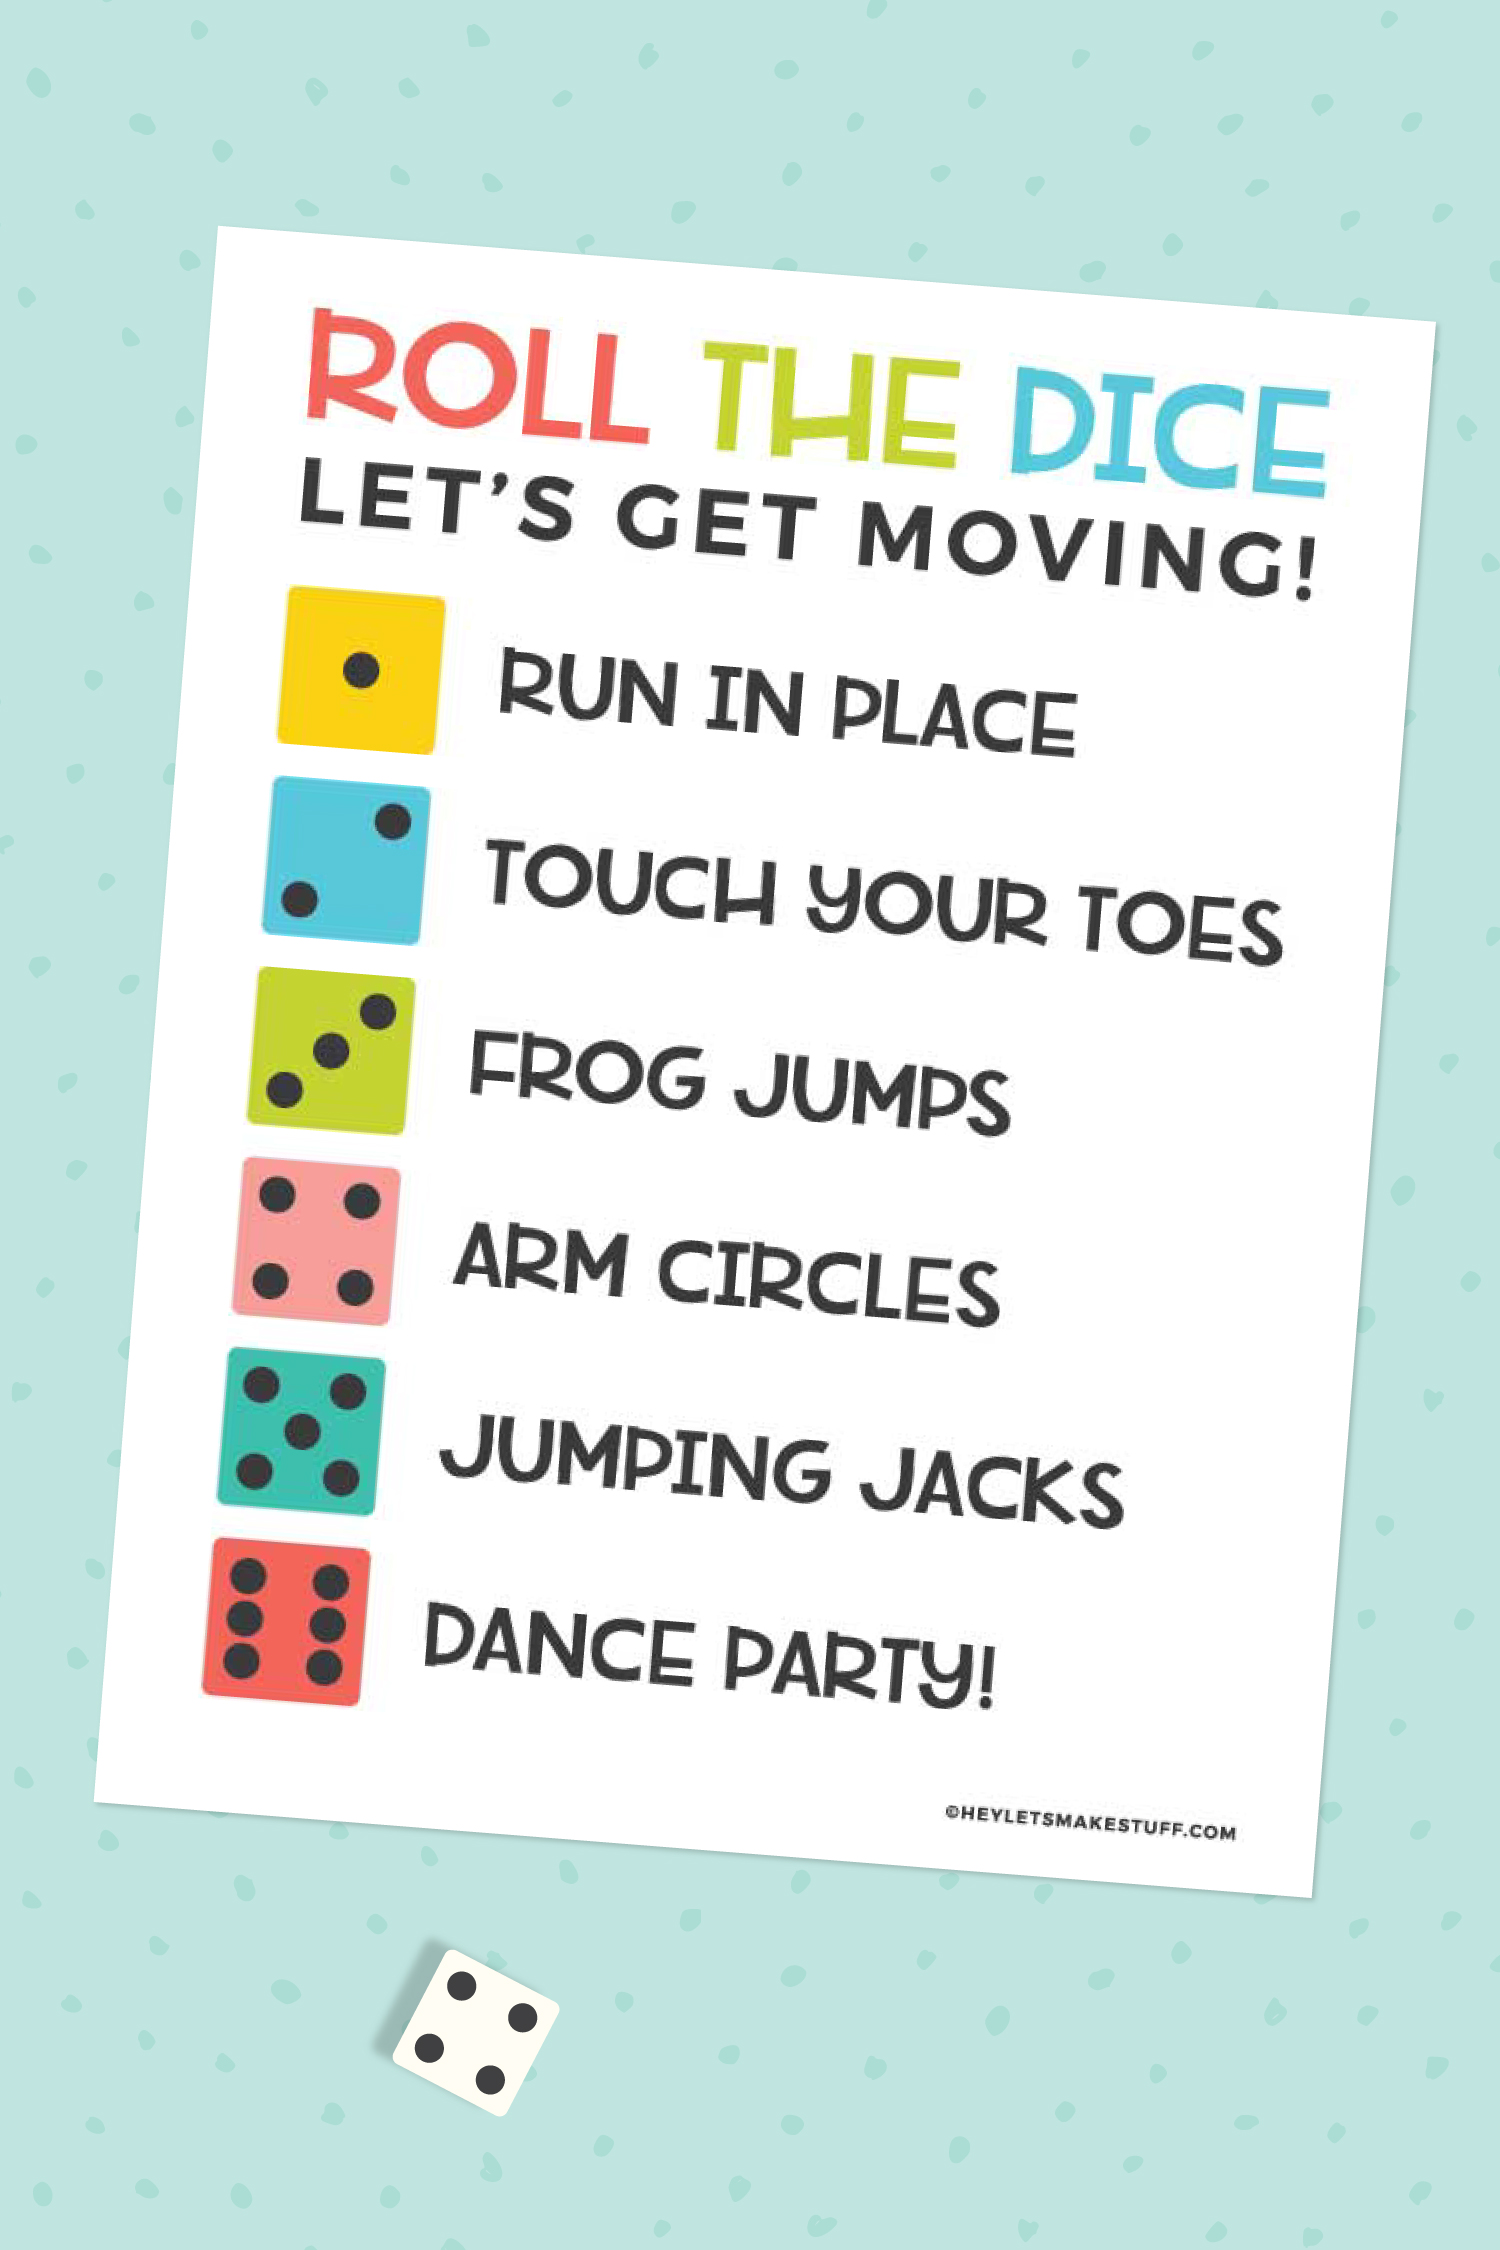 ROLL THE DICE
LET'S GET MOVING!
RUN IN PLACE
TOUCH YOUR TOES
FROG JUMPS
ARM CIRCLES
JUMPING JACKS
DANCE PARTY!
©HEYLETSMAKESTUFF.COM